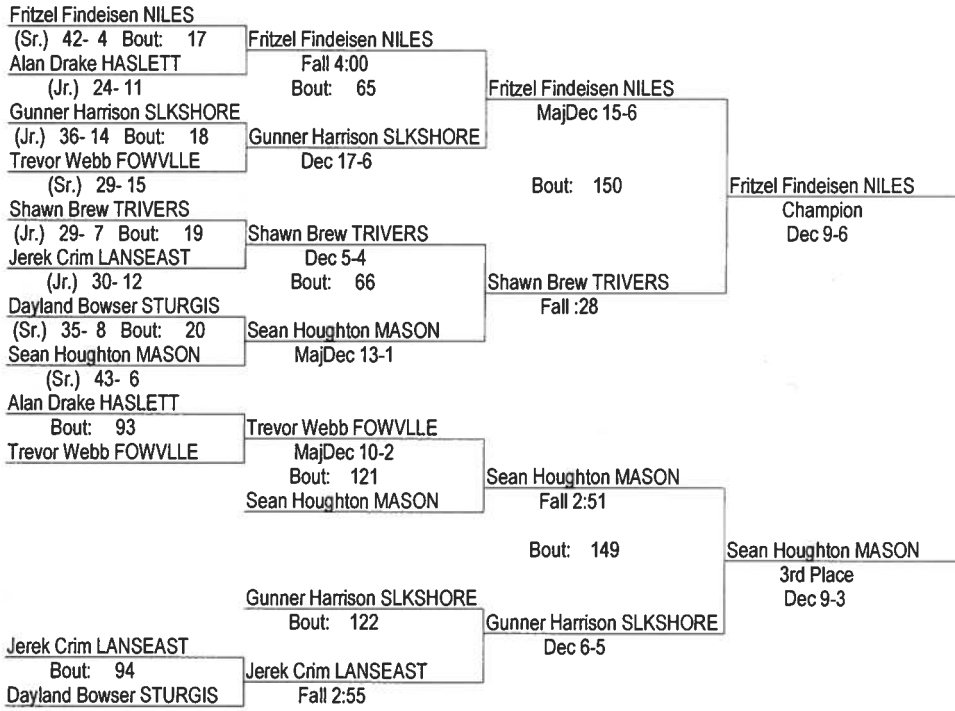 Fritzel Findeisen NILES
(Sr.) 42- 4 Bout: 17
Alan Drake HASLETT
(Jr.) 24- 11
Gunner Harrison SLKSHORE
(Jr.) 36- 14 Bout: 18
Trevor Webb FOWVLLE
(Sr.) 29- 15
Shawn Brew TRIVERS
(Jr.) 29- 7 Bout: 19
Jerek Crim LANSEAST
(Jr.) 30- 12
Dayland Bowser STURGIS
(Sr.) 35- 8 Bout: 20
Sean Houghton MASON
(Sr.) 43- 6
Fritzel Findeisen NILES
Fall 4:00
Bout: 65
Gunner Harrison SLKSHORE
Dec 17-6
Shawn Brew TRIVERS
Dec 5-4
Bout: 66
Sean Houghton MASON
MajDec 13-1
Fritzel Findeisen NILES
MajDec 15-6
Bout: 150
Shawn Brew TRIVERS
Fall :28
Fritzel Findeisen NILES
Champion
Dec 9-6
Alan Drake HASLETT
Bout: 93
Trevor Webb FOWVLLE
Trevor Webb FOWVLLE
MajDec 10-2
Bout: 121
Sean Houghton MASON
Sean Houghton MASON
Fall 2:51
Bout: 149
Gunner Harrison SLKSHORE
Bout: 122
Jerek Crim LANSEAST
Bout: 94
Dayland Bowser STURGIS
Jerek Crim LANSEAST
Fall 2:55
Gunner Harrison SLKSHORE
Dec 6-5
Sean Houghton MASON
3rd Place
Dec 9-3